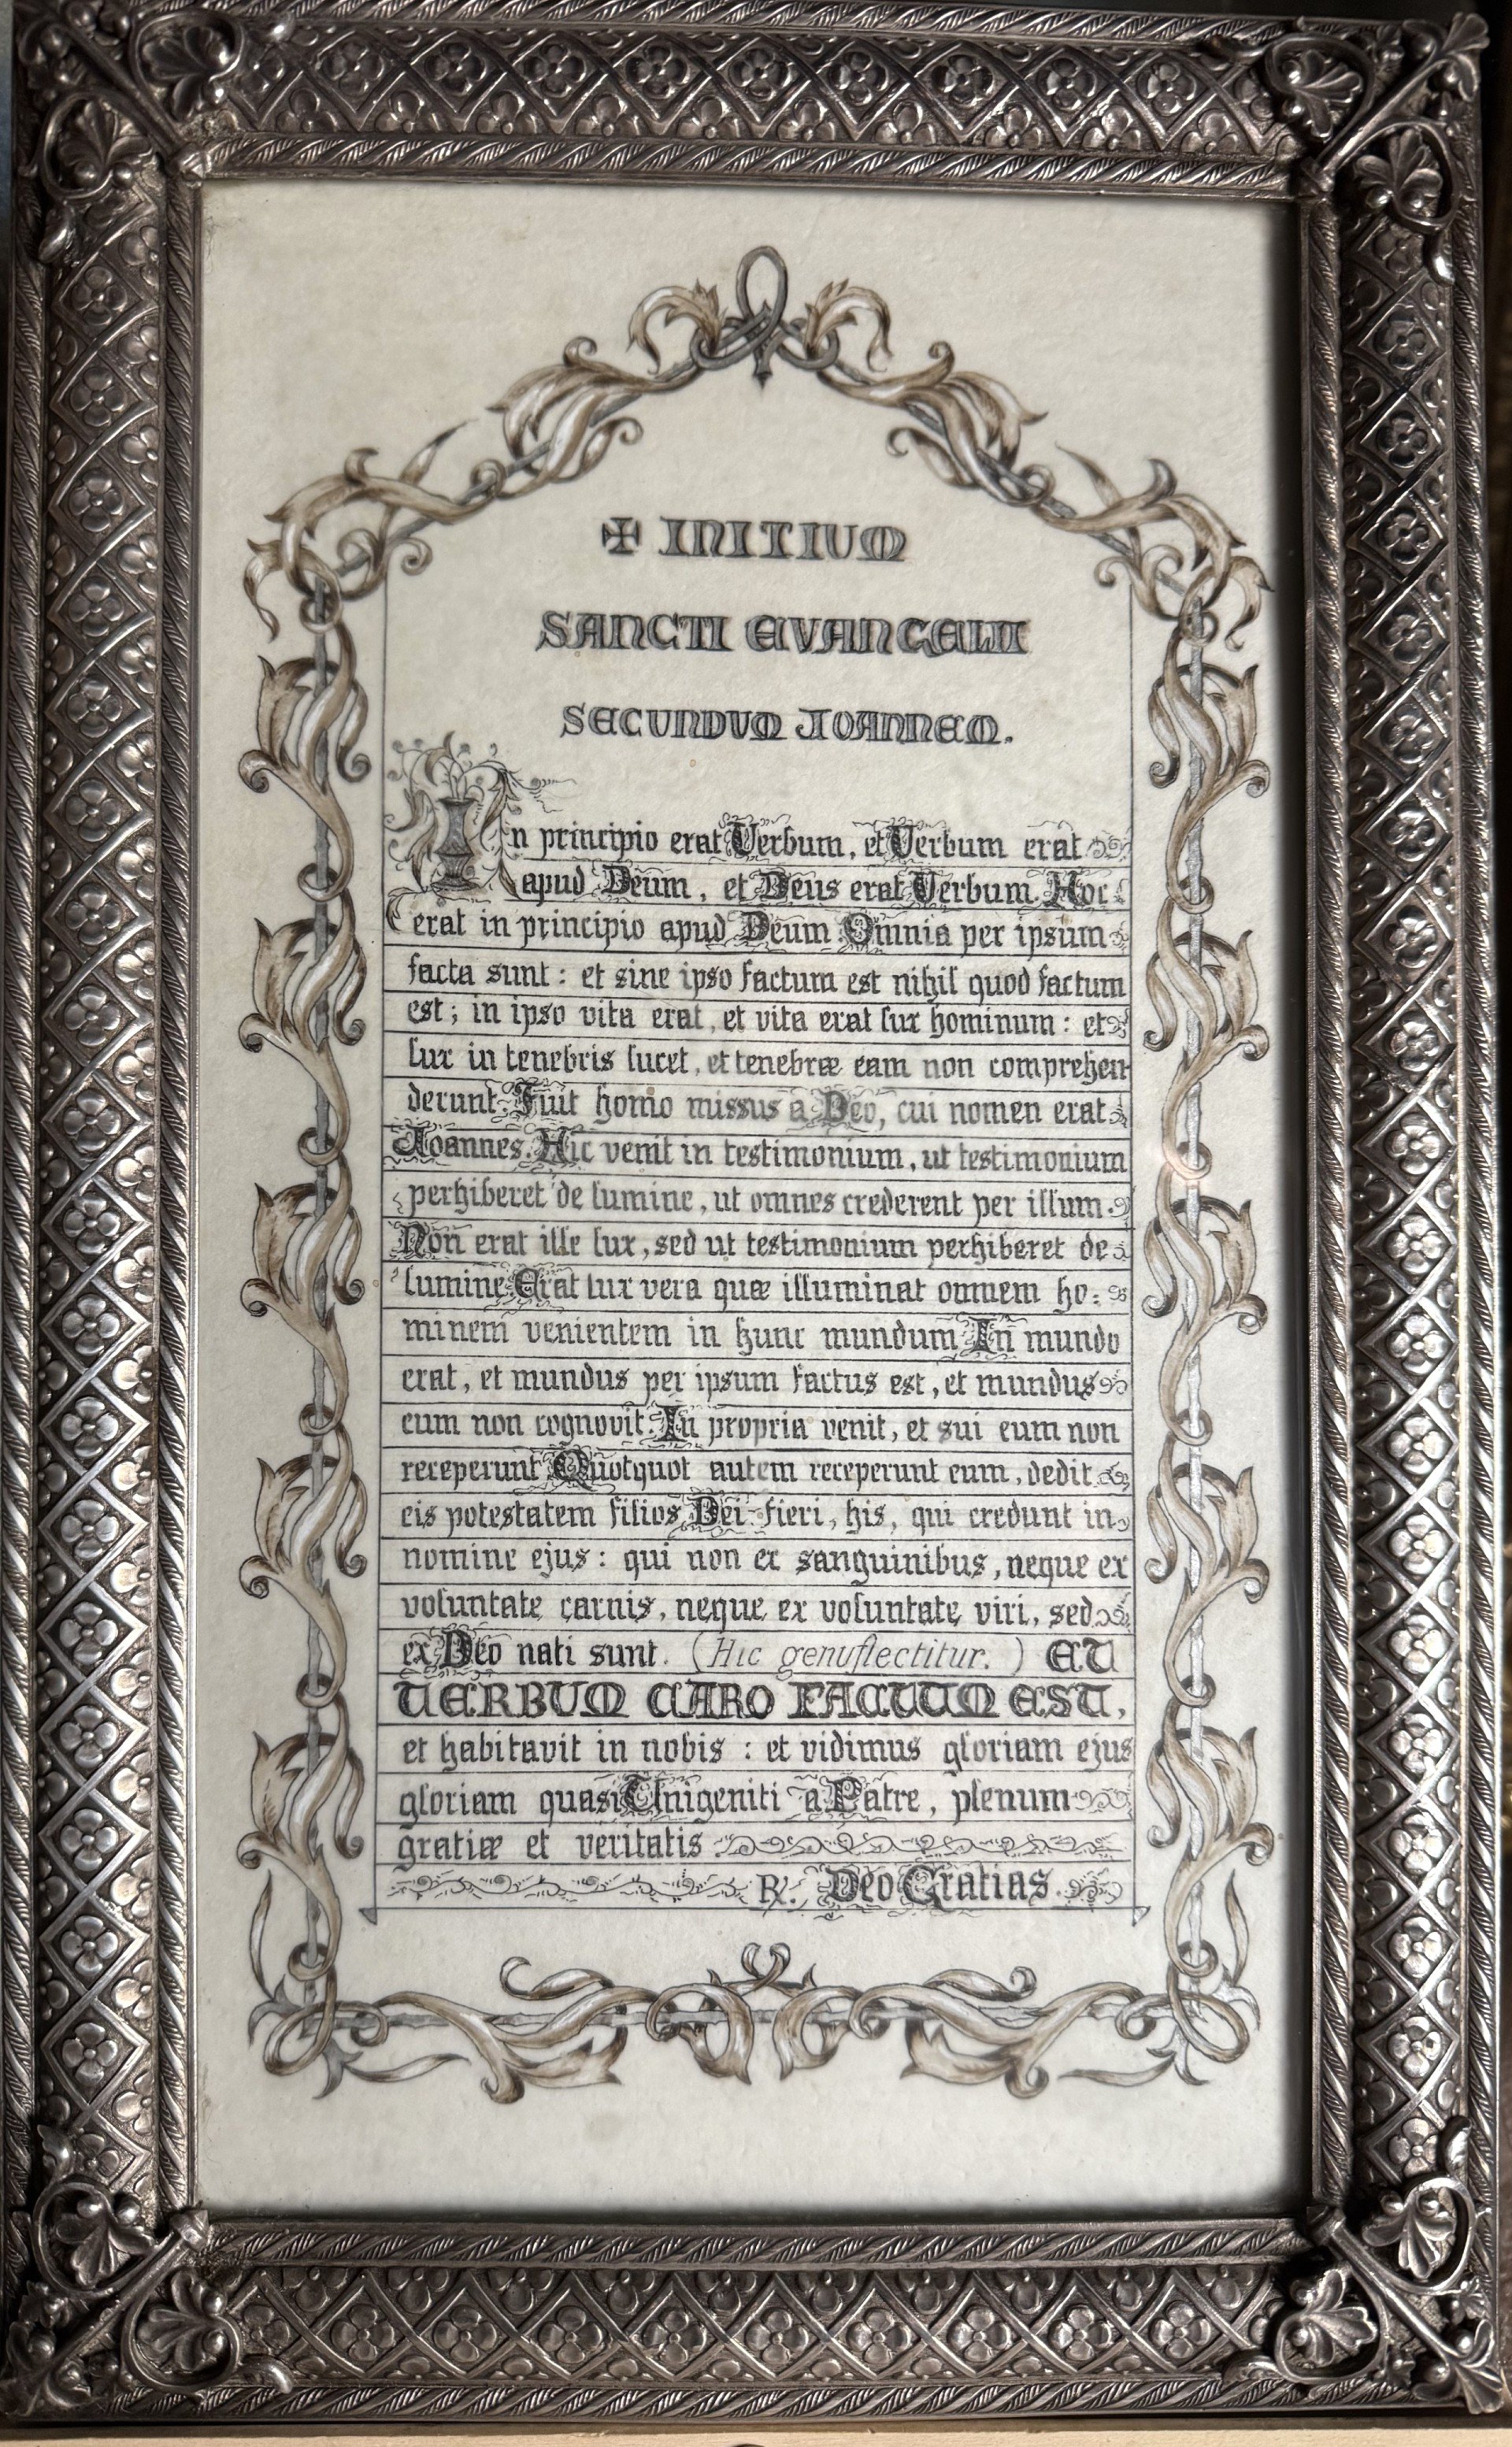 ✠ INITIUM
SANCTI EVANGELII
SECUNDUM JOANNEM.
In principio erat Verbum, et Verbum erat
apud Deum, et Deus erat Verbum. Hoc
erat in principio apud Deum. Omnia per ipsum
facta sunt: et sine ipso factum est nihil quod factum
est; in ipso vita erat, et vita erat lux hominum: et
lux in tenebris lucet, et tenebræ eam non comprehen
derunt. Fuit homo missus a Deo, cui nomen erat
Joannes. Hic venit in testimonium, ut testimonium
perhiberet de lumine, ut omnes crederent per illum.
Non erat ille lux, sed ut testimonium perhiberet de
lumine. Erat lux vera quæ illuminat omnem ho:
minem venientem in hunc mundum. In mundo
erat, et mundus per ipsum factus est, et mundus
eum non cognovit. In propria venit, et sui eum non
receperunt. Quotquot autem receperunt eum, dedit
eis potestatem filios Dei fieri, his, qui credunt in
nomine ejus: qui non ex sanguinibus, neque ex
voluntate carnis, neque ex voluntate viri, sed
ex Deo nati sunt. (Hic genuflectitur.) ET
VERBUM CARO FACTUM EST,
et habitavit in nobis: et vidimus gloriam ejus
gloriam quasi Unigeniti a Patre, plenum
gratiæ et veritatis
℟. Deo Gratias.